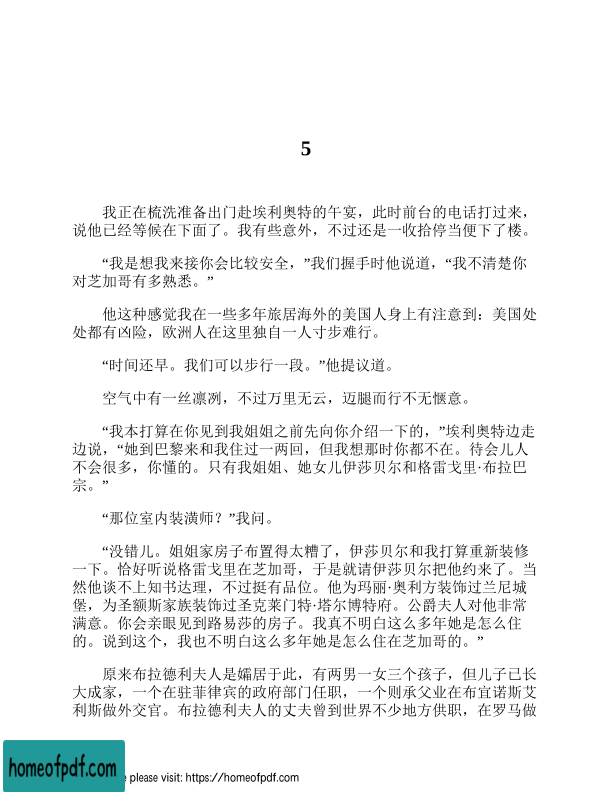 5
我正在梳洗准备出门赴埃利奥特的午宴，此时前台的电话打过来，
说他已经等候在下面了。我有些意外，不过还是一收拾停当便下了楼。
“我是想我来接你会比较安全，”我们握手时他说道，“我不清楚你
对芝加哥有多熟悉。”
他这种感觉我在一些多年旅居海外的美国人身上有注意到：美国处
处都有凶险，欧洲人在这里独自一人寸步难行。
“时间还早。我们可以步行一段。”他提议道。
空气中有一丝凛冽，不过万里无云，迈腿而行不无惬意。
“我本打算在你见到我姐姐之前先向你介绍一下的，”埃利奥特边走
边说，“她到巴黎来和我住过一两回，但我想那时你都不在。待会儿人
不会很多，你懂的。只有我姐姐、她女儿伊莎贝尔和格雷戈里·布拉巴
宗。”
“那位室内装潢师？”我问。
“没错儿。姐姐家房子布置得太糟了，伊莎贝尔和我打算重新装修
一下。恰好听说格雷戈里在芝加哥，于是就请伊莎贝尔把他约来了。当
然他谈不上知书达理，不过挺有品位。他为玛丽·奥利方装饰过兰尼城
堡，为圣额斯家族装饰过圣克莱门特·塔尔博特府。公爵夫人对他非常
满意。你会亲眼见到路易莎的房子。我真不明白这么多年她是怎么住
的。说到这个，我也不明白这么多年她是怎么住在芝加哥的。”
原来布拉德利夫人是孀居于此，有两男一女三个孩子，但儿子已长
大成家，一个在驻菲律宾的政府部门任职，一个则承父业在布宜诺斯艾
利斯做外交官。布拉德利夫人的丈夫曾到世界不少地方供职，在罗马做
homeofpdf.com
e please visit: https://homeofpdf.com